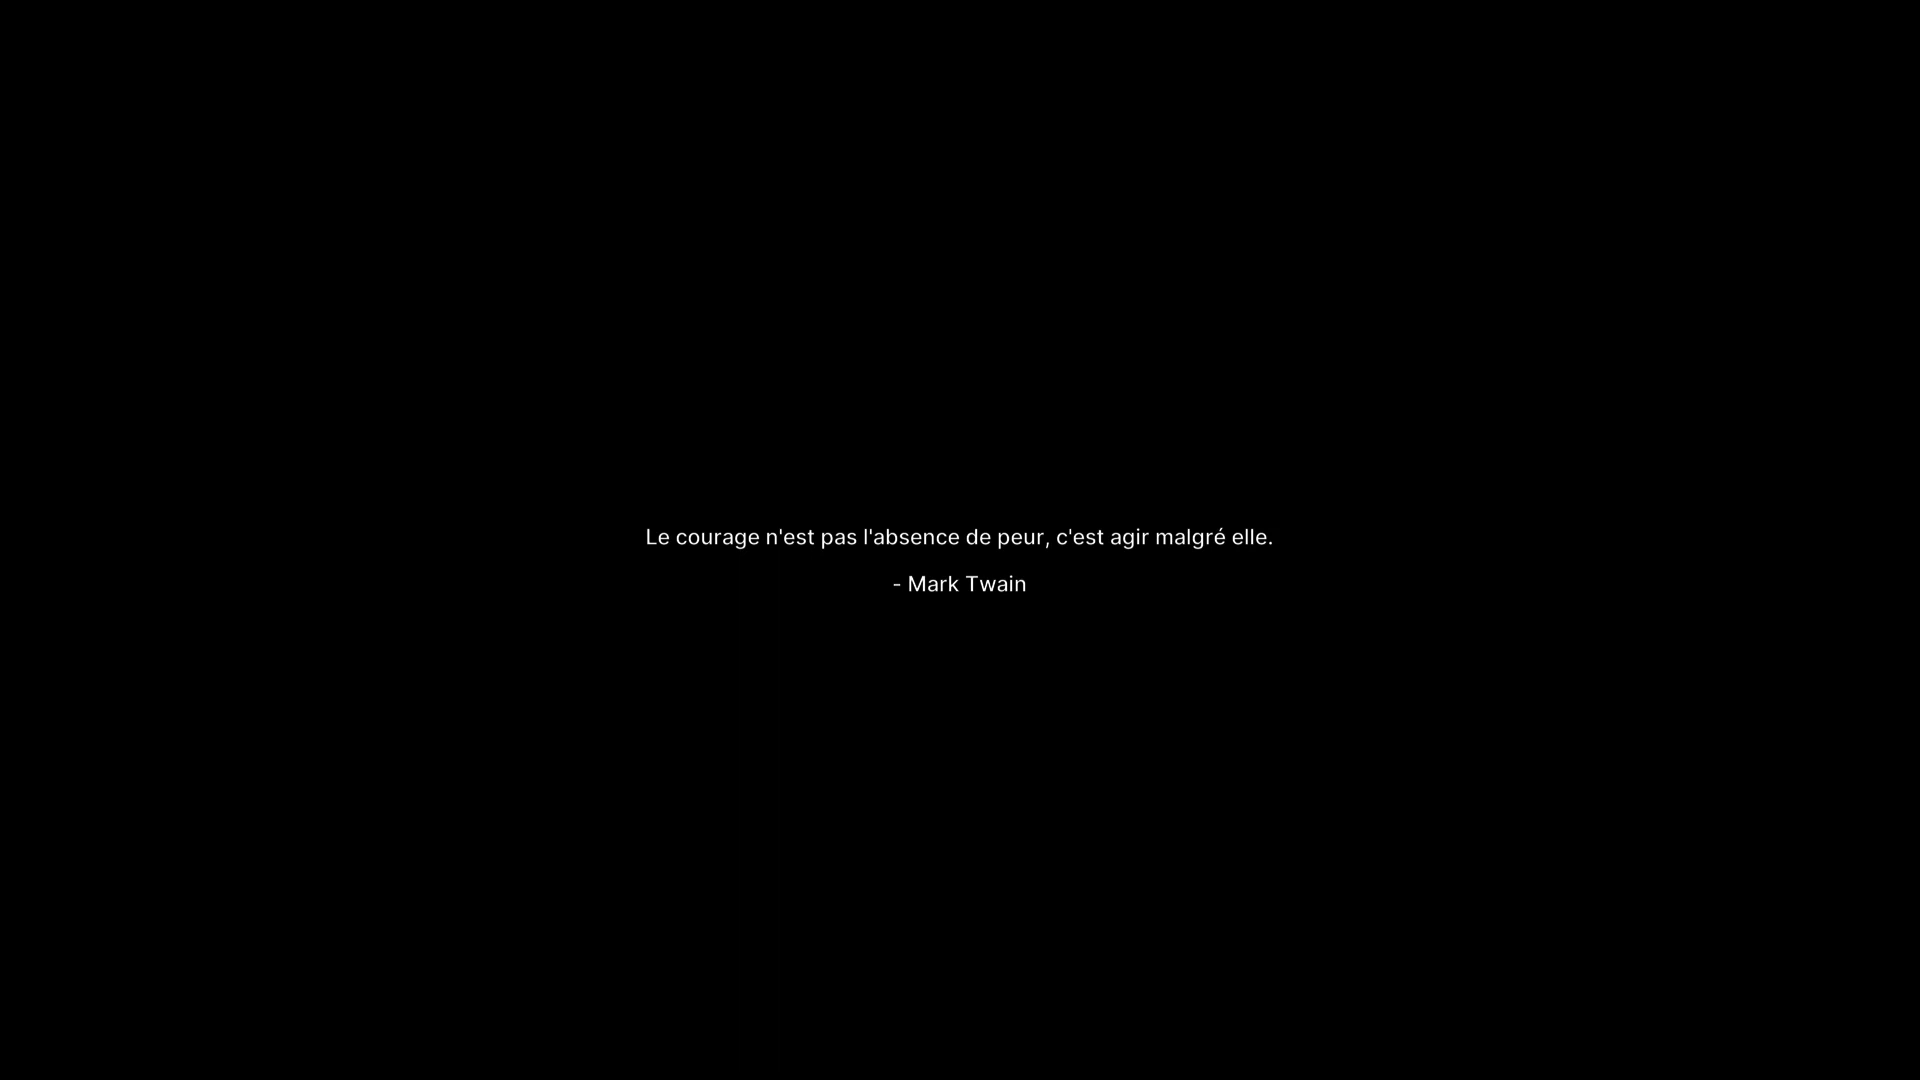 Le courage n'est pas l'absence de peur, c'est agir malgré elle.
- Mark Twain